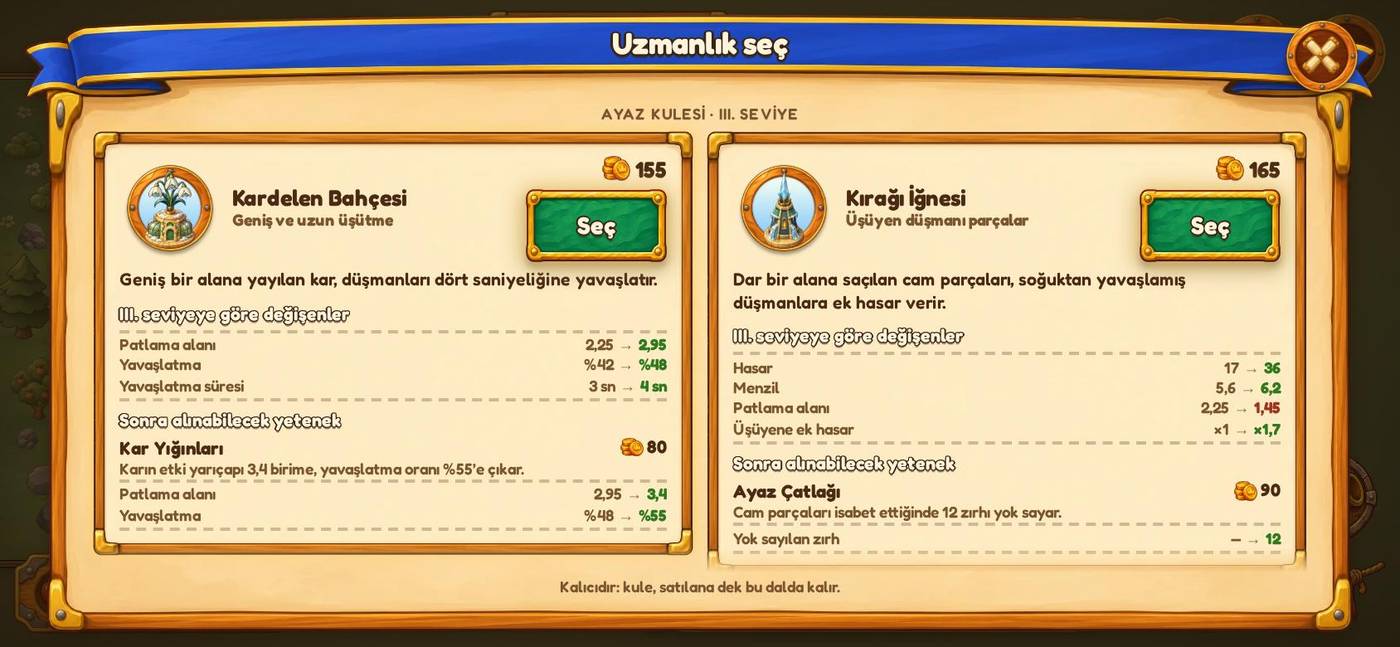 Uzmanlık seç
AYAZ KULESİ · III. SEVİYE
155
Kardelen Bahçesi
Geniş ve uzun üşütme
Seç
Geniş bir alana yayılan kar, düşmanları dört saniyeliğine yavaşlatır.
III. seviyeye göre değişenler
Patlama alanı 2,25 → 2,95
Yavaşlatma %42 → %48
Yavaşlatma süresi 3 sn → 4 sn
Sonra alınabilecek yetenek
Kar Yığınları 80
Karın etki yarıçapı 3,4 birime, yavaşlatma oranı %55'e çıkar.
Patlama alanı 2,95 → 3,4
Yavaşlatma %48 → %55
165
Kırağı İğnesi
Üşüyen düşmanı parçalar
Seç
Dar bir alana saçılan cam parçaları, soğuktan yavaşlamış
düşmanlara ek hasar verir.
III. seviyeye göre değişenler
Hasar 17 → 36
Menzil 5,6 → 6,2
Patlama alanı 2,25 → 1,45
Üşüyene ek hasar ×1 → ×1,7
Sonra alınabilecek yetenek
Ayaz Çatlağı 90
Cam parçaları isabet ettiğinde 12 zırhı yok sayar.
Yok sayılan zırh – → 12
Kalıcıdır: kule, satılana dek bu dalda kalır.